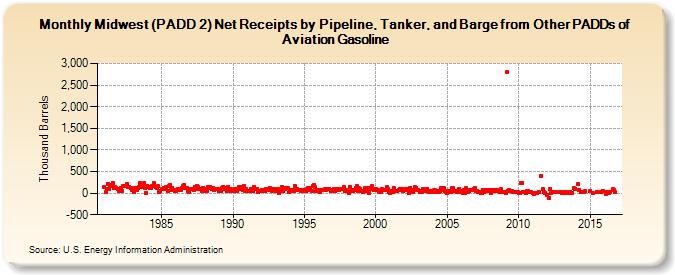 Monthly Midwest (PADD 2) Net Receipts by Pipeline, Tanker, and Barge from Other PADDs of
Aviation Gasoline
Thousand Barrels
3,000
2,500
2,000
1,500
1,000
500
0
-500
1985 1990 1995 2000 2005 2010 2015
Source: U.S. Energy Information Administration